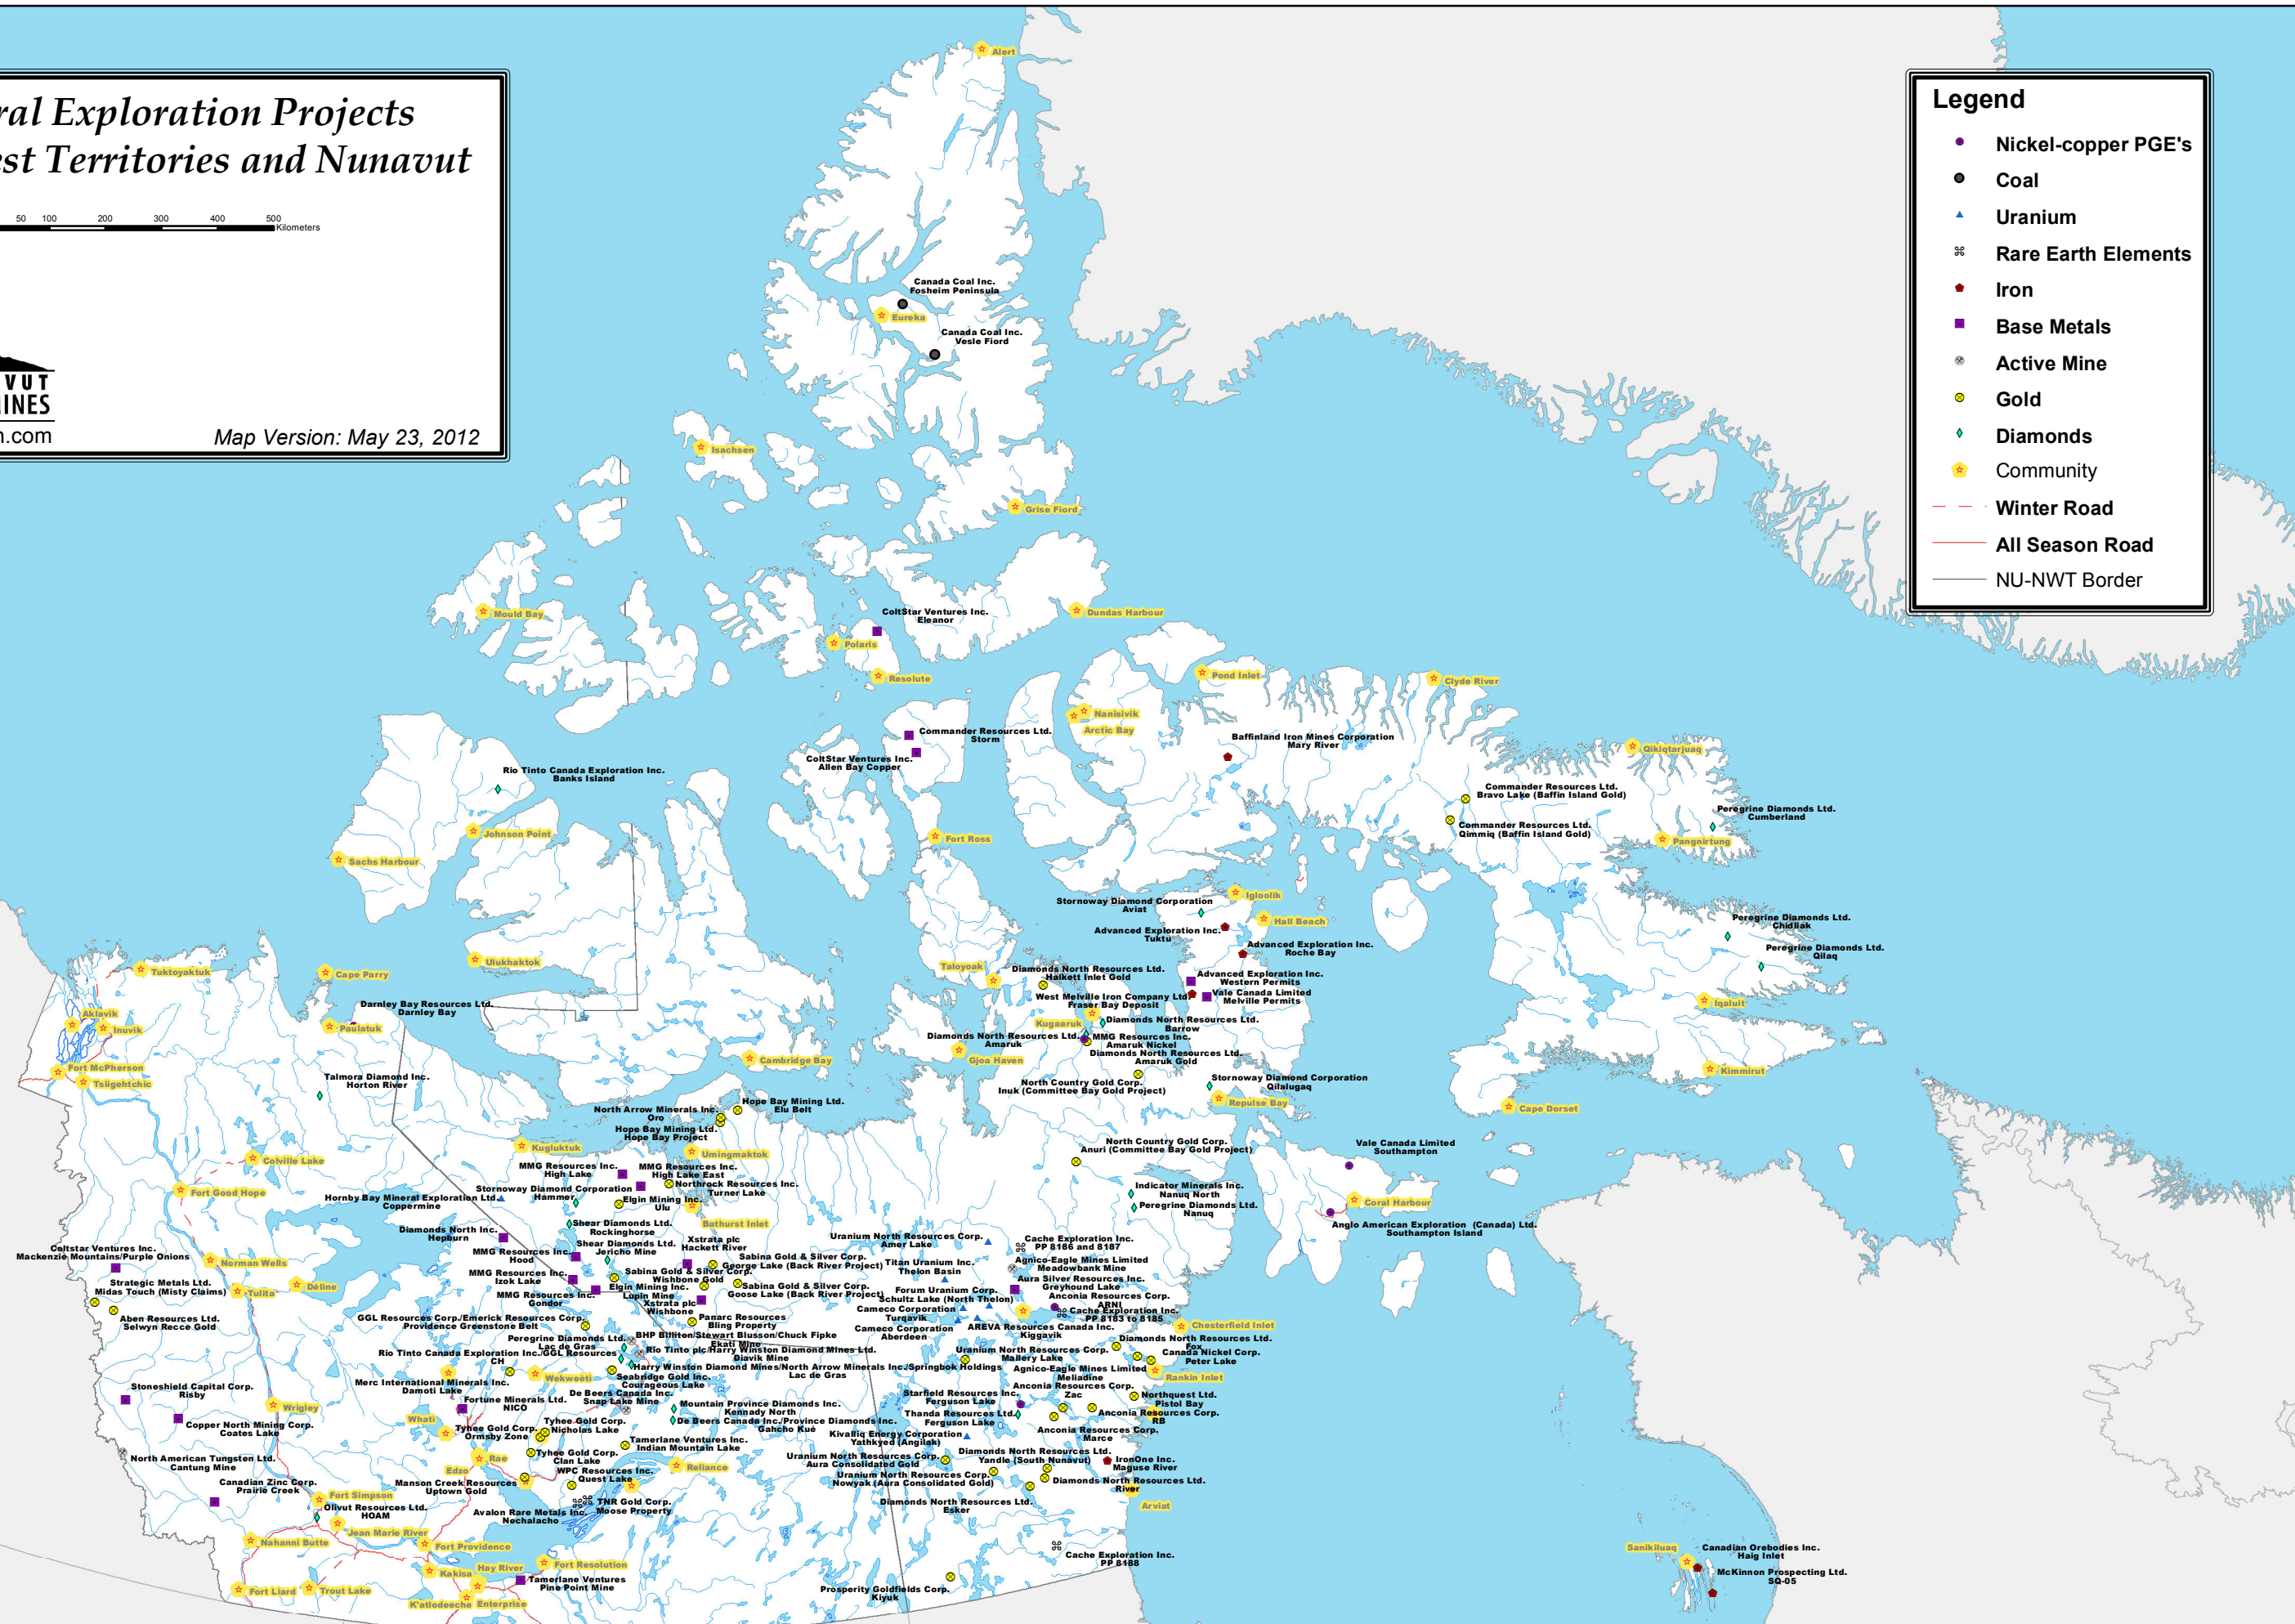 ral Exploration Projects
est Territories and Nunavut
50 100 200 300 400 500
Kilometers
VUT
MINES
n.com
Map Version: May 23, 2012
Legend
Nickel-copper PGE's
Coal
Uranium
Rare Earth Elements
Iron
Base Metals
Active Mine
Gold
Diamonds
Community
Winter Road
All Season Road
NU-NWT Border
Alert
Canada Coal Inc.
Fosheim Peninsula
Eureka
Canada Coal Inc.
Vesle Fiord
Isachsen
Grise Fiord
Mould Bay
ColtStar Ventures Inc.
Eleanor
Dundas Harbour
Polaris
Resolute
Pond Inlet
Clyde River
Nanisivik
Arctic Bay
Commander Resources Ltd.
Storm
ColtStar Ventures Inc.
Allen Bay Copper
Baffinland Iron Mines Corporation
Mary River
Qikiqtarjuaq
Rio Tinto Canada Exploration Inc.
Banks Island
Commander Resources Ltd.
Bravo Lake (Baffin Island Gold)
Commander Resources Ltd.
Qimmiq (Baffin Island Gold)
Peregrine Diamonds Ltd.
Cumberland
Pangnirtung
Johnson Point
Sachs Harbour
Fort Ross
Igloolik
Stornoway Diamond Corporation
Aviat
Hall Beach
Advanced Exploration Inc.
Tuktu
Advanced Exploration Inc.
Roche Bay
Peregrine Diamonds Ltd.
Chidliak
Peregrine Diamonds Ltd.
Qilaq
Ulukhaktok
Taloyoak
Diamonds North Resources Ltd.
Halkett Inlet Gold
Advanced Exploration Inc.
Western Permits
West Melville Iron Company Ltd.
Fraser Bay Deposit
Vale Canada Limited
Melville Permits
Iqaluit
Tuktoyaktuk
Cape Parry
Darnley Bay Resources Ltd.
Darnley Bay
Paulatuk
Aklavik
Inuvik
Kugaaruk
Diamonds North Resources Ltd.
Barrow
Diamonds North Resources Ltd.
Amaruk
MMG Resources Inc.
Amaruk Nickel
Diamonds North Resources Ltd.
Amaruk Gold
Gjoa Haven
Cambridge Bay
Fort McPherson
Tsiigehtchic
Talmora Diamond Inc.
Horton River
North Country Gold Corp.
Inuk (Committee Bay Gold Project)
Stornoway Diamond Corporation
Qilalugaq
Repulse Bay
Kimmirut
Cape Dorset
Hope Bay Mining Ltd.
Elu Belt
North Arrow Minerals Inc.
Oro
Hope Bay Mining Ltd.
Hope Bay Project
Kugluktuk
Umingmaktok
North Country Gold Corp.
Anuri (Committee Bay Gold Project)
Vale Canada Limited
Southampton
Coral Harbour
Anglo American Exploration (Canada) Ltd.
Southampton Island
Colville Lake
Fort Good Hope
MMG Resources Inc.
High Lake
MMG Resources Inc.
High Lake East
Northrock Resources Inc.
Turner Lake
Stornoway Diamond Corporation
Hammer
Elgin Mining Inc.
Ulu
Hornby Bay Mineral Exploration Ltd.
Coppermine
Bathurst Inlet
Indicator Minerals Inc.
Nanuq North
Peregrine Diamonds Ltd.
Nanuq
Shear Diamonds Ltd.
Rockinghorse
Diamonds North Inc.
Hepburn
Shear Diamonds Ltd.
Jericho Mine
Xstrata plc
Hackett River
MMG Resources Inc.
Hood
Sabina Gold & Silver Corp.
George Lake (Back River Project)
Sabina Gold & Silver Corp.
Wishbone Gold
MMG Resources Inc.
Izok Lake
Elgin Mining Inc.
Lupin Mine
Sabina Gold & Silver Corp.
Goose Lake (Back River Project)
MMG Resources Inc.
Gondor
Xstrata plc
Wishbone
Panarc Resources
Bling Property
Uranium North Resources Corp.
Amer Lake
Cache Exploration Inc.
PP 8186 and 8187
Titan Uranium Inc.
Thelon Basin
Agnico-Eagle Mines Limited
Meadowbank Mine
Aura Silver Resources Inc.
Greyhound Lake
Forum Uranium Corp.
Schultz Lake (North Thelon)
Anconia Resources Corp.
ARNI
Cameco Corporation
Turqavik
Cache Exploration Inc.
PP 8183 to 8185
Cameco Corporation
Aberdeen
AREVA Resources Canada Inc.
Kiggavik
Chesterfield Inlet
Coltstar Ventures Inc.
Mackenzie Mountains/Purple Onions
Norman Wells
Strategic Metals Ltd.
Midas Touch (Misty Claims)
Tulita
Déline
Aben Resources Ltd.
Selwyn Recce Gold
GGL Resources Corp./Emerick Resources Corp.
Providence Greenstone Belt
Peregrine Diamonds Ltd.
Lac de Gras
BHP Billiton/Stewart Blusson/Chuck Fipke
Ekati Mine
Rio Tinto Canada Exploration Inc./GGL Resources
CH
Rio Tinto plc/Harry Winston Diamond Mines Ltd.
Diavik Mine
Harry Winston Diamond Mines/North Arrow Minerals Inc./Springbok Holdings
Lac de Gras
Wekweètì
Merc International Minerals Inc.
Damoti Lake
Seabridge Gold Inc.
Courageous Lake
Uranium North Resources Corp.
Mallery Lake
Diamonds North Resources Ltd.
Fox
Canada Nickel Corp.
Peter Lake
Agnico-Eagle Mines Limited
Meliadine
Rankin Inlet
Stoneshield Capital Corp.
Risby
Wrigley
Copper North Mining Corp.
Coates Lake
Fortune Minerals Ltd.
NICO
De Beers Canada Inc.
Snap Lake Mine
Mountain Province Diamonds Inc.
Kennady North
De Beers Canada Inc./Province Diamonds Inc.
Gahcho Kué
Whati
Tyhee Gold Corp.
Ormsby Zone
Tyhee Gold Corp.
Nicholas Lake
Tyhee Gold Corp.
Clan Lake
Tamerlane Ventures Inc.
Indian Mountain Lake
Starfield Resources Inc.
Ferguson Lake
Anconia Resources Corp.
Zac
Northquest Ltd.
Pistol Bay
Thanda Resources Ltd.
Ferguson Lake
Anconia Resources Corp.
RB
Kivalliq Energy Corporation
Yathkyed (Angilak)
Anconia Resources Corp.
Marce
North American Tungsten Ltd.
Cantung Mine
Rae
Edzo
WPC Resources Inc.
Quest Lake
Reliance
Uranium North Resources Corp.
Aura Consolidated Gold
Diamonds North Resources Ltd.
Yandle (South Nunavut)
IronOne Inc.
Maguse River
Uranium North Resources Corp.
Nowyak (Aura Consolidated Gold)
Diamonds North Resources Ltd.
River
Diamonds North Resources Ltd.
Esker
Arviat
Canadian Zinc Corp.
Prairie Creek
Manson Creek Resources
Uptown Gold
Fort Simpson
Olivut Resources Ltd.
HOAM
TNR Gold Corp.
Moose Property
Avalon Rare Metals Inc.
Nechalacho
Jean Marie River
Nahanni Butte
Fort Providence
Hay River
Fort Resolution
Kakisa
Tamerlane Ventures
Pine Point Mine
Fort Liard
Trout Lake
K'atlodeeche
Enterprise
Cache Exploration Inc.
PP 8188
Prosperity Goldfields Corp.
Kiyuk
Sanikiluaq
Canadian Orebodies Inc.
Haig Inlet
McKinnon Prospecting Ltd.
SQ-05